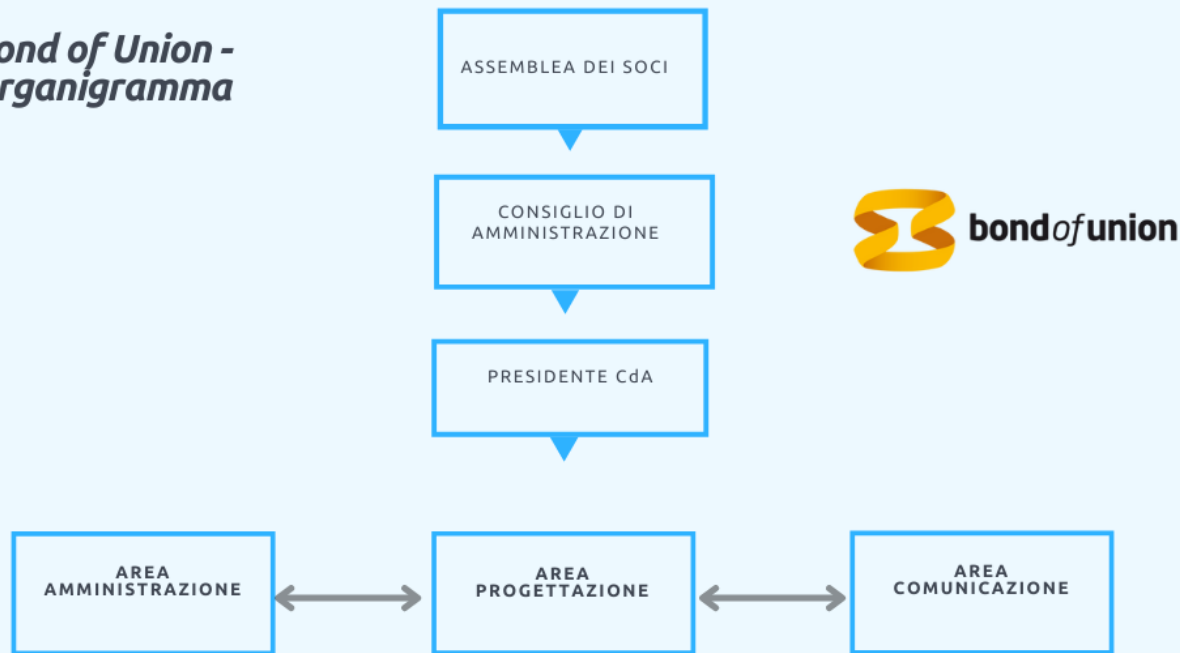 ond of Union -
rganigramma
ASSEMBLEA DEI SOCI
CONSIGLIO DI
AMMINISTRAZIONE
bondofunion
PRESIDENTE CdA
AREA
AMMINISTRAZIONE
AREA
PROGETTAZIONE
AREA
COMUNICAZIONE